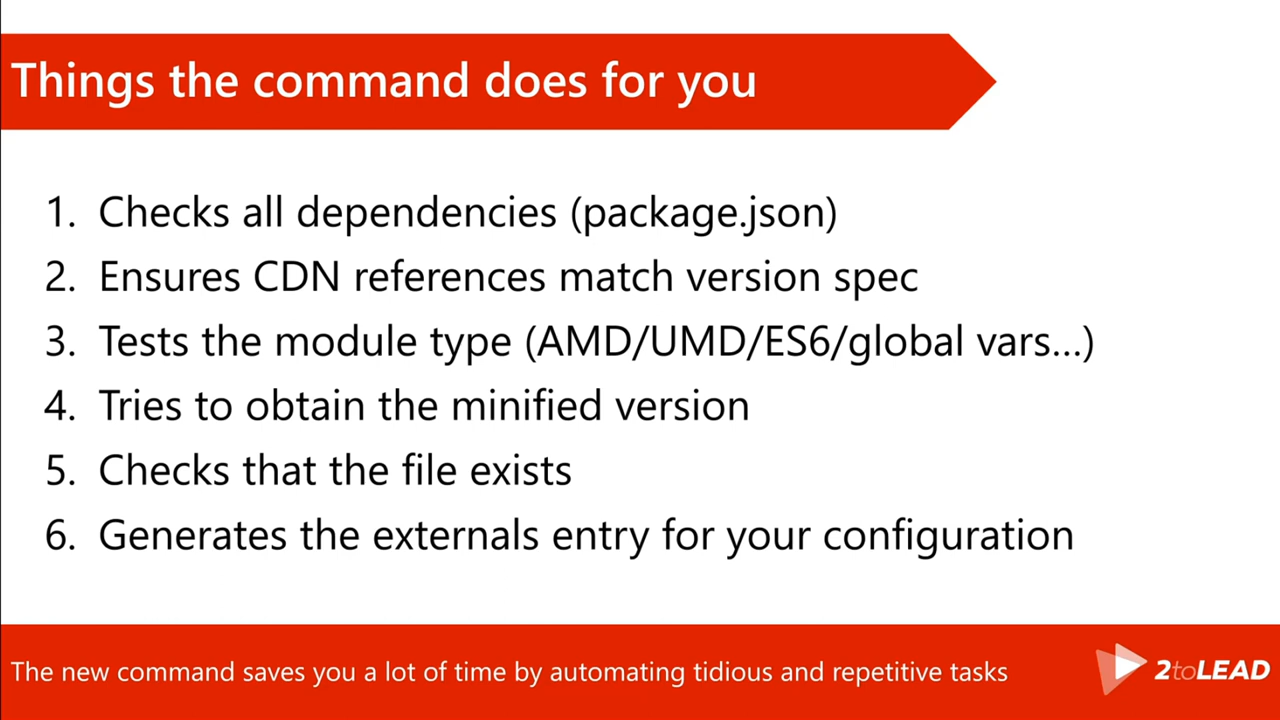 Things the command does for you
1. Checks all dependencies (package.json)
2. Ensures CDN references match version spec
3. Tests the module type (AMD/UMD/ES6/global vars...)
4. Tries to obtain the minified version
5. Checks that the file exists
6. Generates the externals entry for your configuration
The new command saves you a lot of time by automating tidious and repetitive tasks
2toLEAD